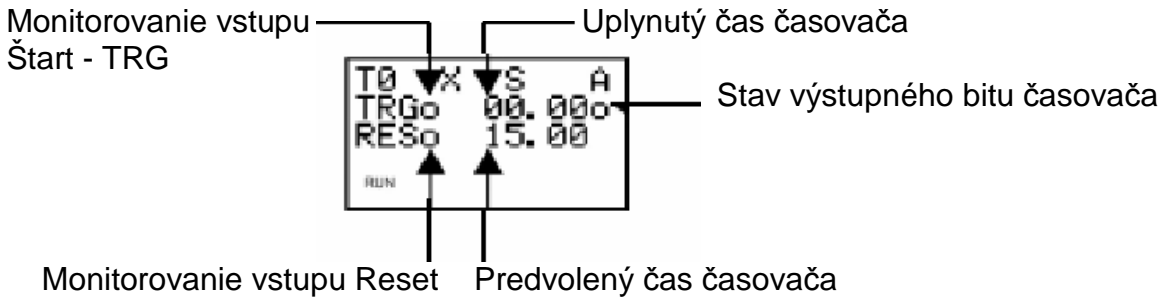 Monitorovanie vstupu
Štart - TRG
Uplynutý čas časovača
T0 X S A
TRGo 00.00o
RESo 15.00
RUN
Stav výstupného bitu časovača
Monitorovanie vstupu Reset
Predvolený čas časovača